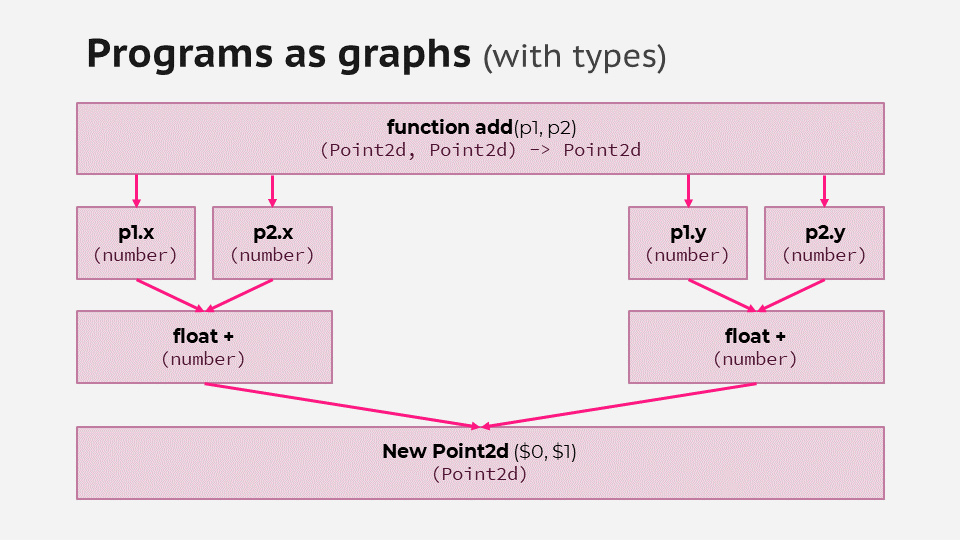 Programs as graphs (with types)
function add(p1, p2)
(Point2d, Point2d) -> Point2d
p1.x
(number)
p2.x
(number)
p1.y
(number)
p2.y
(number)
float +
(number)
float +
(number)
New Point2d ($0, $1)
(Point2d)